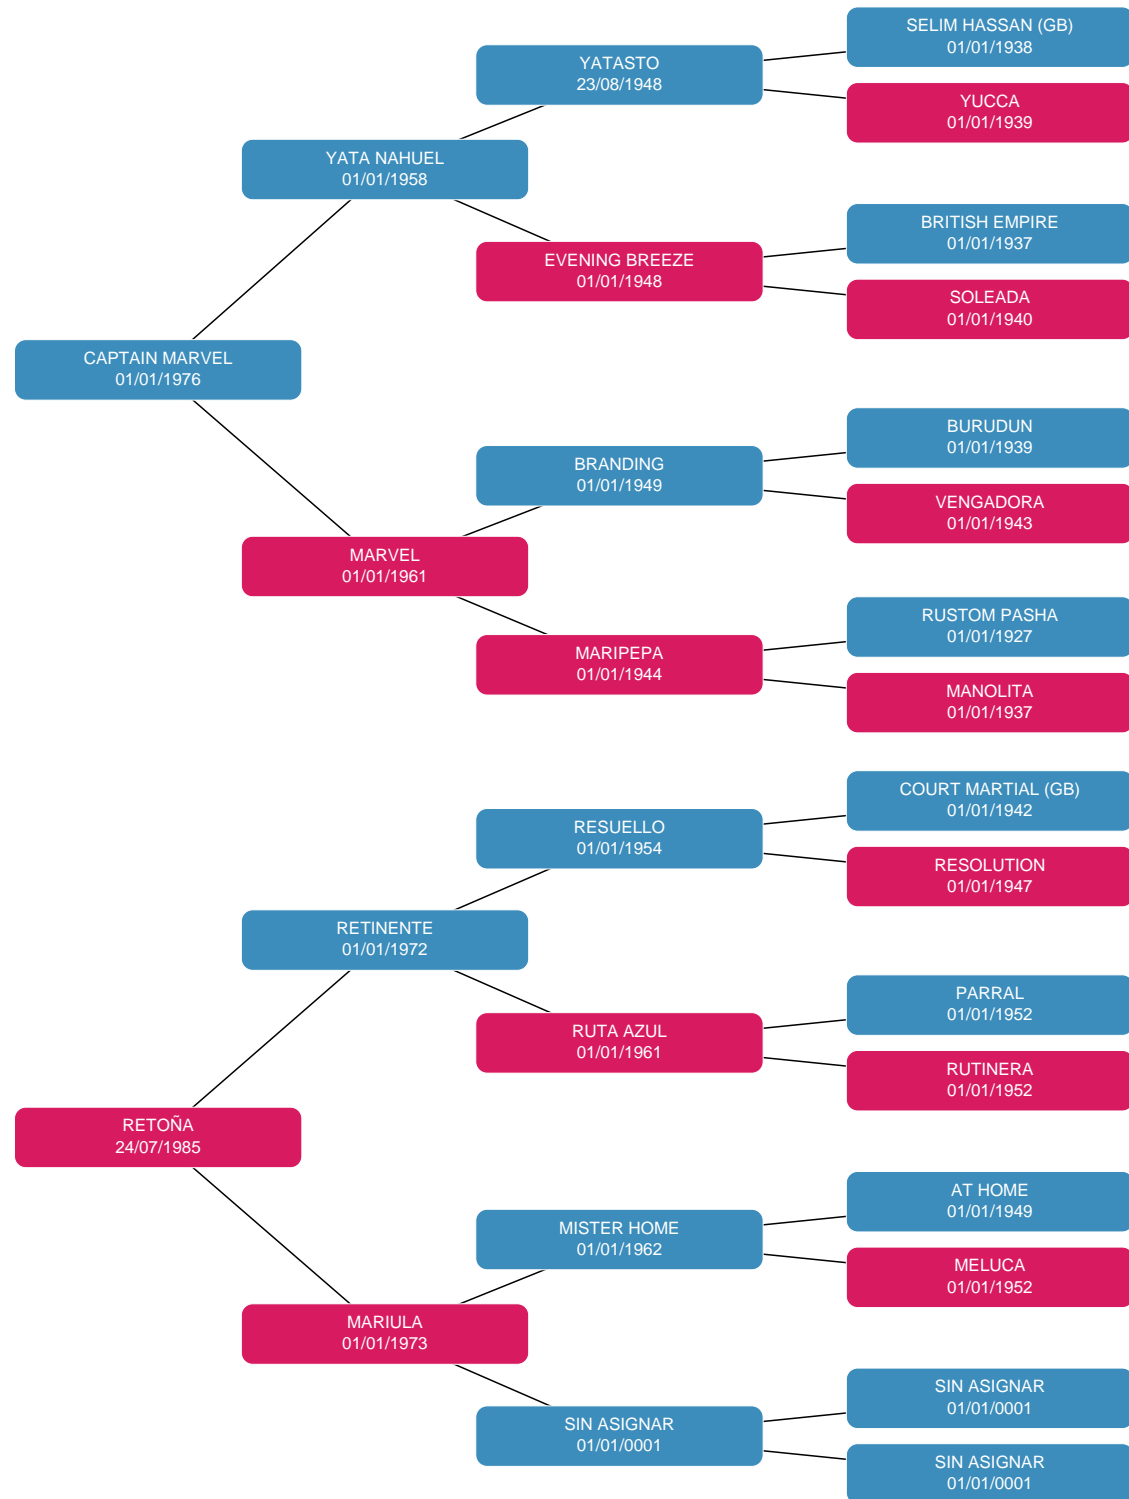 SELIM HASSAN (GB)
01/01/1938
YATASTO
23/08/1948
YUCCA
01/01/1939
YATA NAHUEL
01/01/1958
BRITISH EMPIRE
01/01/1937
EVENING BREEZE
01/01/1948
SOLEADA
01/01/1940
CAPTAIN MARVEL
01/01/1976
BURUDUN
01/01/1939
BRANDING
01/01/1949
VENGADORA
01/01/1943
MARVEL
01/01/1961
RUSTOM PASHA
01/01/1927
MARIPEPA
01/01/1944
MANOLITA
01/01/1937
COURT MARTIAL (GB)
01/01/1942
RESUELLO
01/01/1954
RESOLUTION
01/01/1947
RETINENTE
01/01/1972
PARRAL
01/01/1952
RUTA AZUL
01/01/1961
RUTINERA
01/01/1952
RETOÑA
24/07/1985
AT HOME
01/01/1949
MISTER HOME
01/01/1962
MELUCA
01/01/1952
MARIULA
01/01/1973
SIN ASIGNAR
01/01/0001
SIN ASIGNAR
01/01/0001
SIN ASIGNAR
01/01/0001